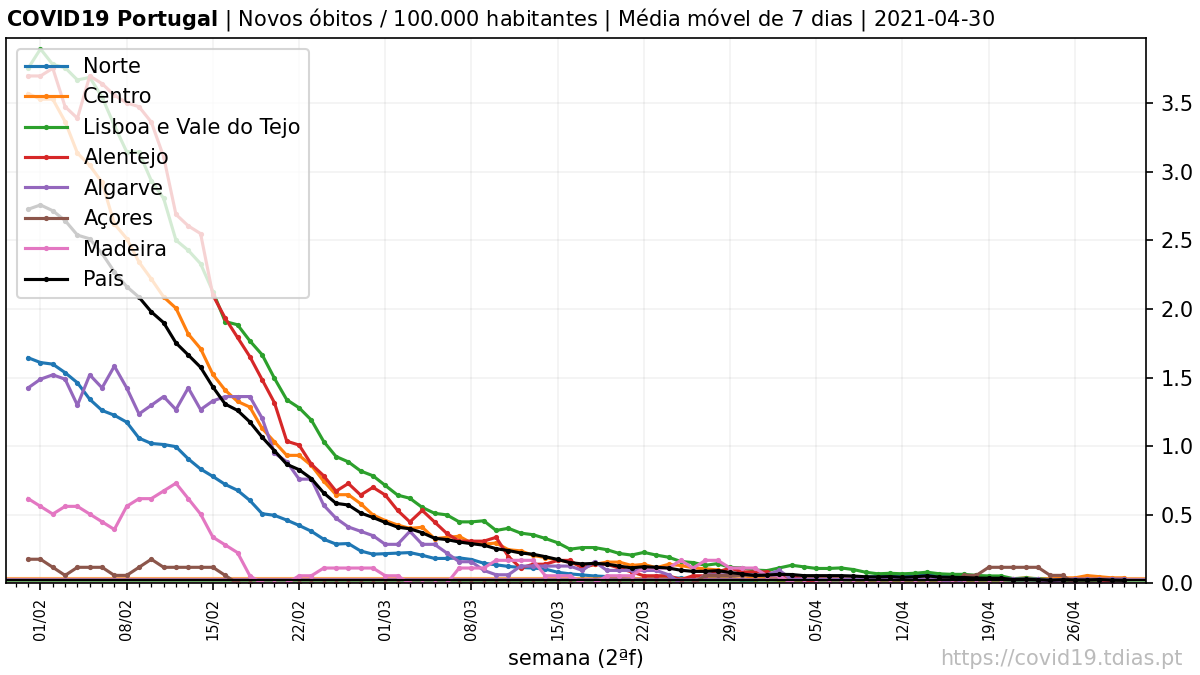 COVID19 Portugal | Novos óbitos / 100.000 habitantes | Média móvel de 7 dias | 2021-04-30
Norte
Centro
Lisboa e Vale do Tejo
Alentejo
Algarve
Açores
Madeira
País
3.5
3.0
2.5
2.0
1.5
1.0
0.5
0.0
01/02
08/02
15/02
22/02
01/03
08/03
15/03
22/03
29/03
05/04
12/04
19/04
26/04
semana (2ªf)
https://covid19.tdias.pt